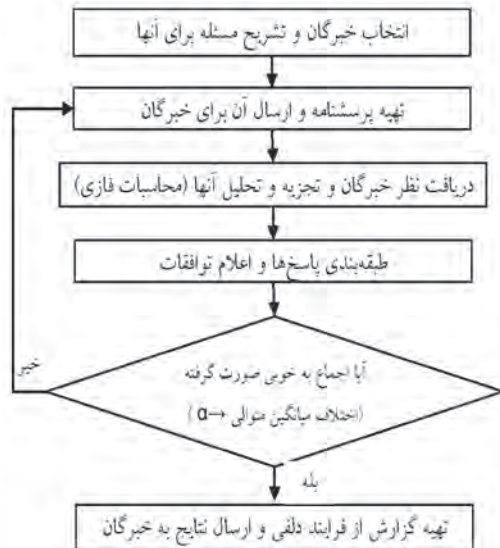 انتخاب خبرگان و تشریح مسئله برای آنها
تهیه پرسشنامه و ارسال آن برای خبرگان
دریافت نظر خبرگان و تجزیه و تحلیل آنها (محاسبات فازی)
طبقه‌بندی پاسخ‌ها و اعلام توافقات
آیا اجماع به خوبی صورت گرفته
(اختلاف میانگین متوالی → α)
خیر
بله
تهیه گزارش از فرایند دلفی و ارسال نتایج به خبرگان